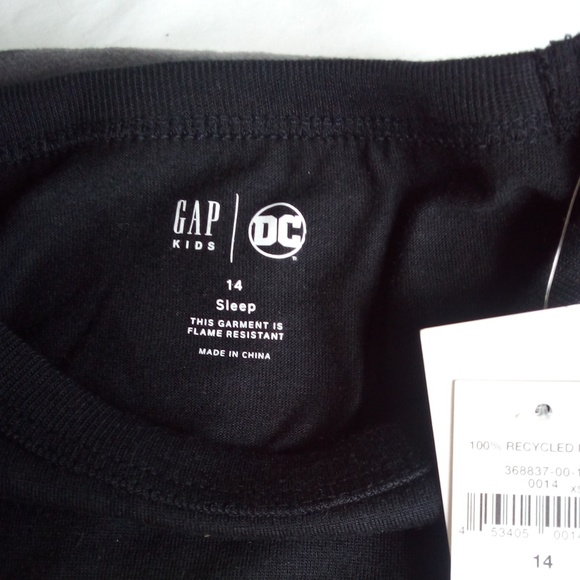 GAP
KIDS
DC
14
Sleep
THIS GARMENT IS
FLAME RESISTANT
MADE IN CHINA
100% RECYCLED
368837-00-1
0014
4 53405 001
14